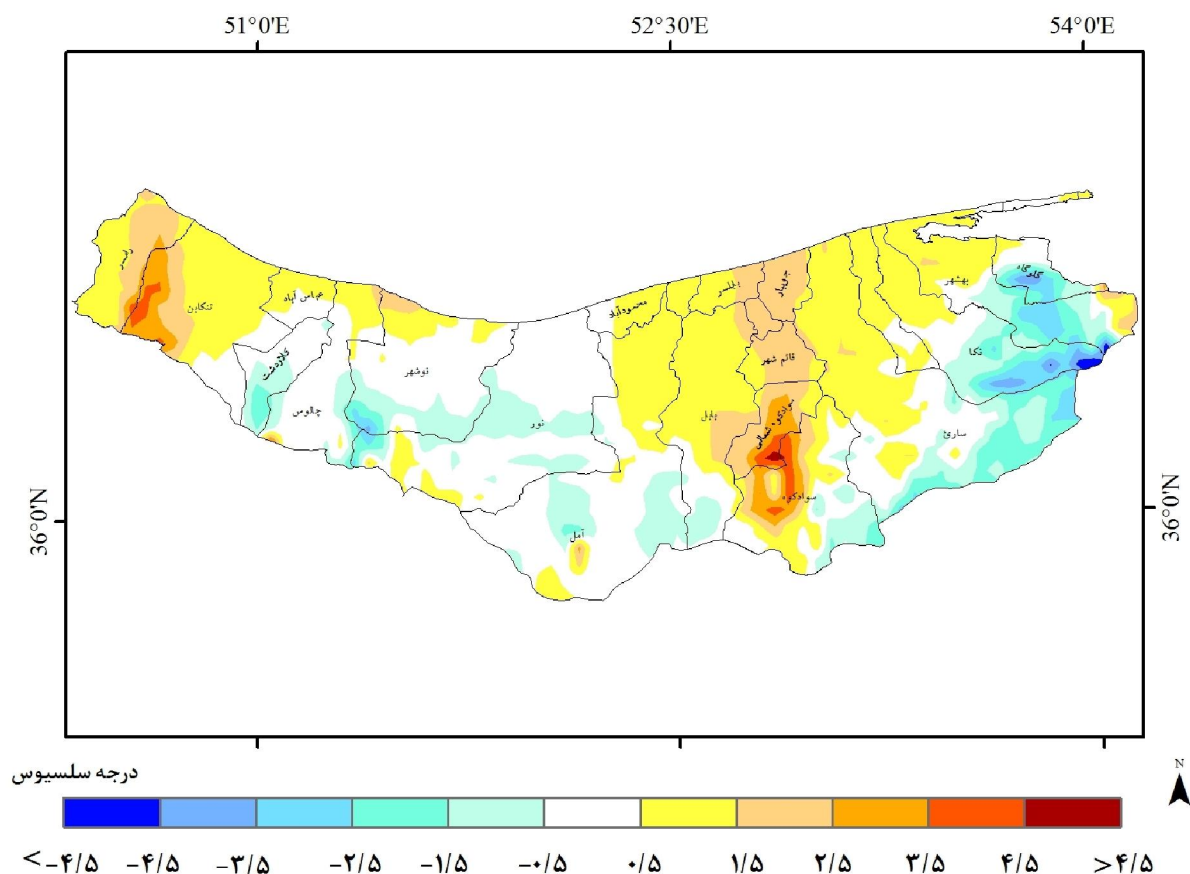 51°0'E 52°30'E 54°0'E
رامسر
تنکابن
عباس آباد
کلاردشت
چالوس
نوشهر
نور
محمودآباد
آمل
بابلسر
بابل
جویبار
قائم شهر
سوادکوه شمالی
سوادکوه
بهشهر
گلوگاه
نکا
ساری
36°0'N 36°0'N
درجه سلسیوس
N
< -۴/۵ -۴/۵ -۳/۵ -۲/۵ -۱/۵ -۰/۵ ۰/۵ ۱/۵ ۲/۵ ۳/۵ ۴/۵ >۴/۵